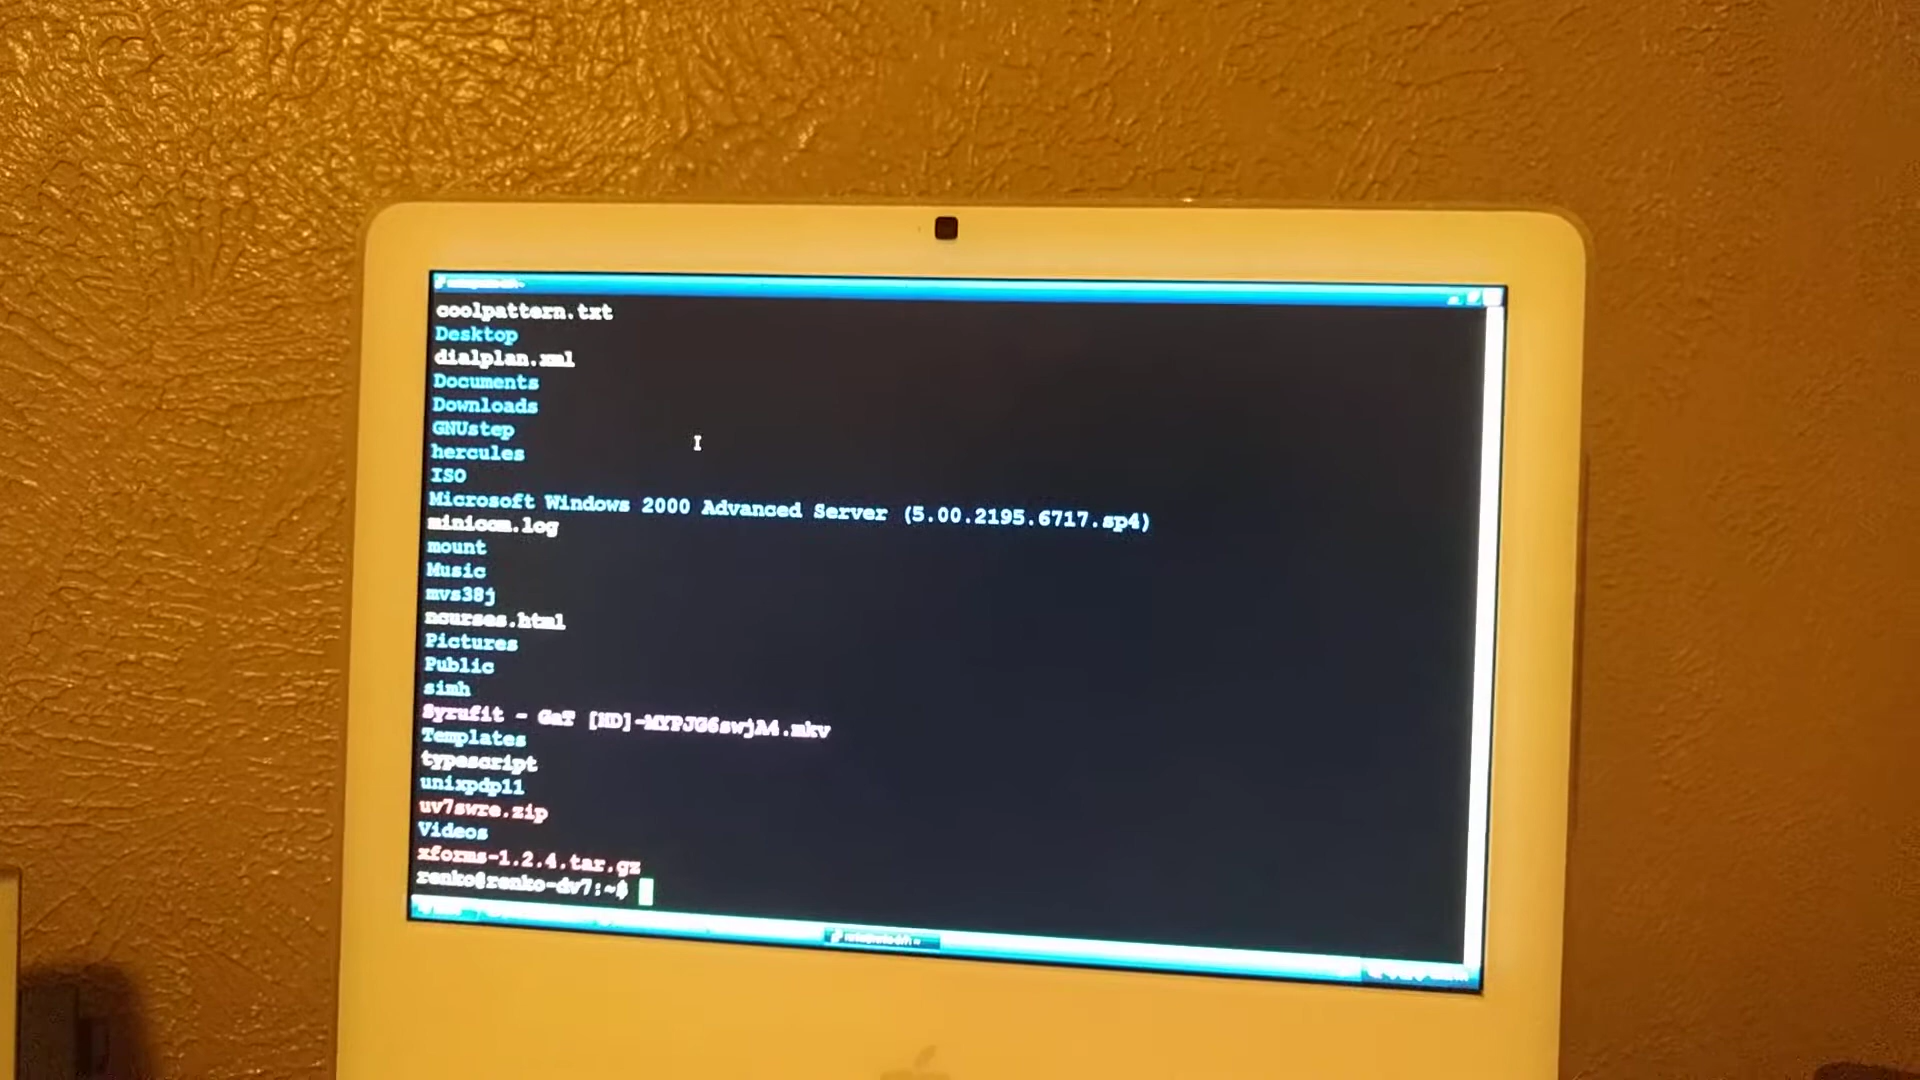 coolpattern.txt
Desktop
dialplan.xml
Documents
Downloads
GNUstep
hercules
ISO
Microsoft Windows 2000 Advanced Server (5.00.2195.6717.sp4)
minicom.log
mount
Music
mvs38j
ncurses.html
Pictures
Public
simh
Syrufit - GaT [HD]-MYPJG6swjA4.mkv
Templates
typescript
unixpdp11
uv7swre.zip
Videos
xforms-1.2.4.tar.gz
renko@renko-dv7:~$